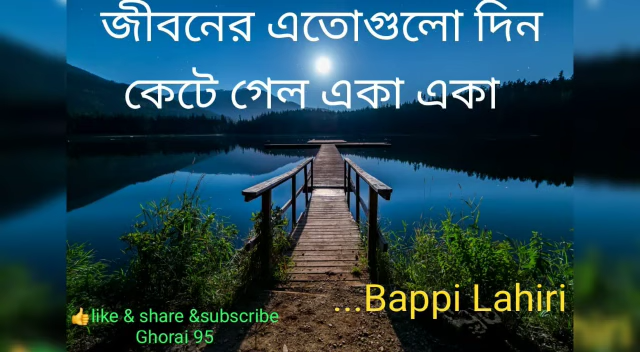 জীবনের এতোগুলো দিন
কেটে গেল একা একা
...Bappi Lahiri
👍like & share &subscribe
Ghorai 95